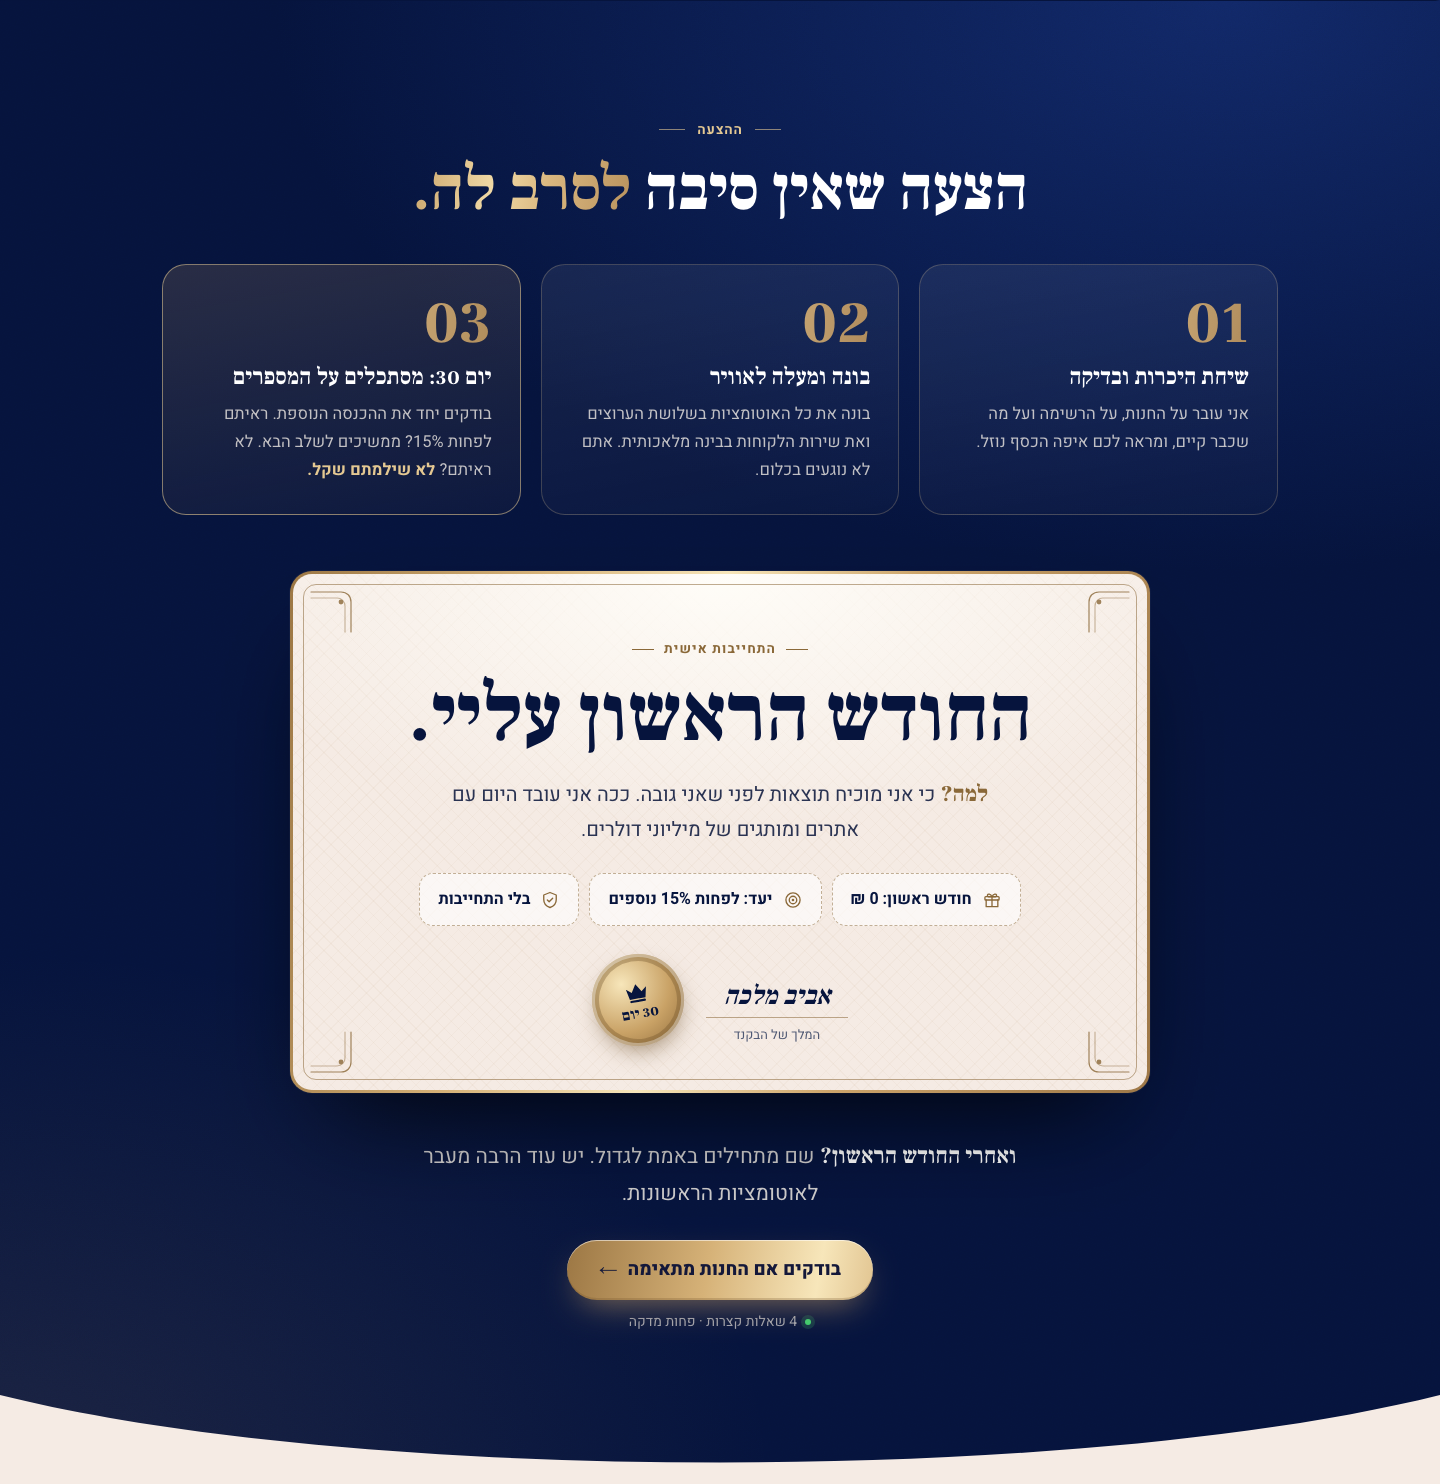 ההצעה
הצעה שאין סיבה לסרב לה.
01
שיחת היכרות ובדיקה
אני עובר על החנות, על הרשימה ועל מה
שכבר קיים, ומראה לכם איפה הכסף נוזל.
02
בונה ומעלה לאוויר
בונה את כל האוטומציות בשלושת הערוצים
ואת שירות הלקוחות בבינה מלאכותית. אתם
לא נוגעים בכלום.
03
יום 30: מסתכלים על המספרים
בודקים יחד את ההכנסה הנוספת. ראיתם
לפחות 15%? ממשיכים לשלב הבא. לא
ראיתם? לא שילמתם שקל.
התחייבות אישית
החודש הראשון עליי.
למה? כי אני מוכיח תוצאות לפני שאני גובה. ככה אני עובד היום עם
אתרים ומותגים של מיליוני דולרים.
חודש ראשון: 0 ₪
יעד: לפחות 15% נוספים
בלי התחייבות
אביב מלכה
המלך של הבקנד
30 יום
ואחרי החודש הראשון? שם מתחילים באמת לגדול. יש עוד הרבה מעבר
לאוטומציות הראשונות.
בודקים אם החנות מתאימה ←
4 שאלות קצרות · פחות מדקה